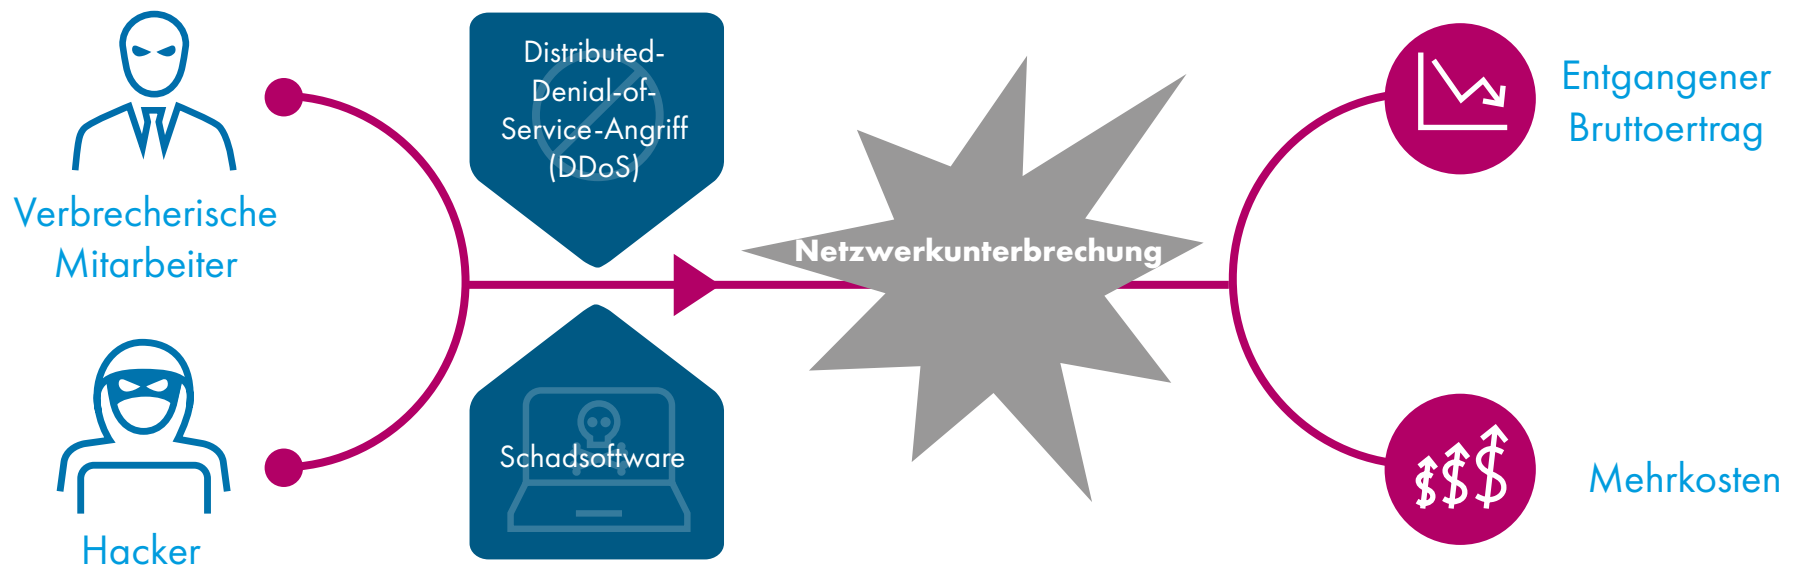 Verbrecherische
Mitarbeiter
Hacker
Distributed-
Denial-of-
Service-Angriff
(DDoS)
Schadsoftware
Netzwerkunterbrechung
Entgangener
Bruttoertrag
Mehrkosten